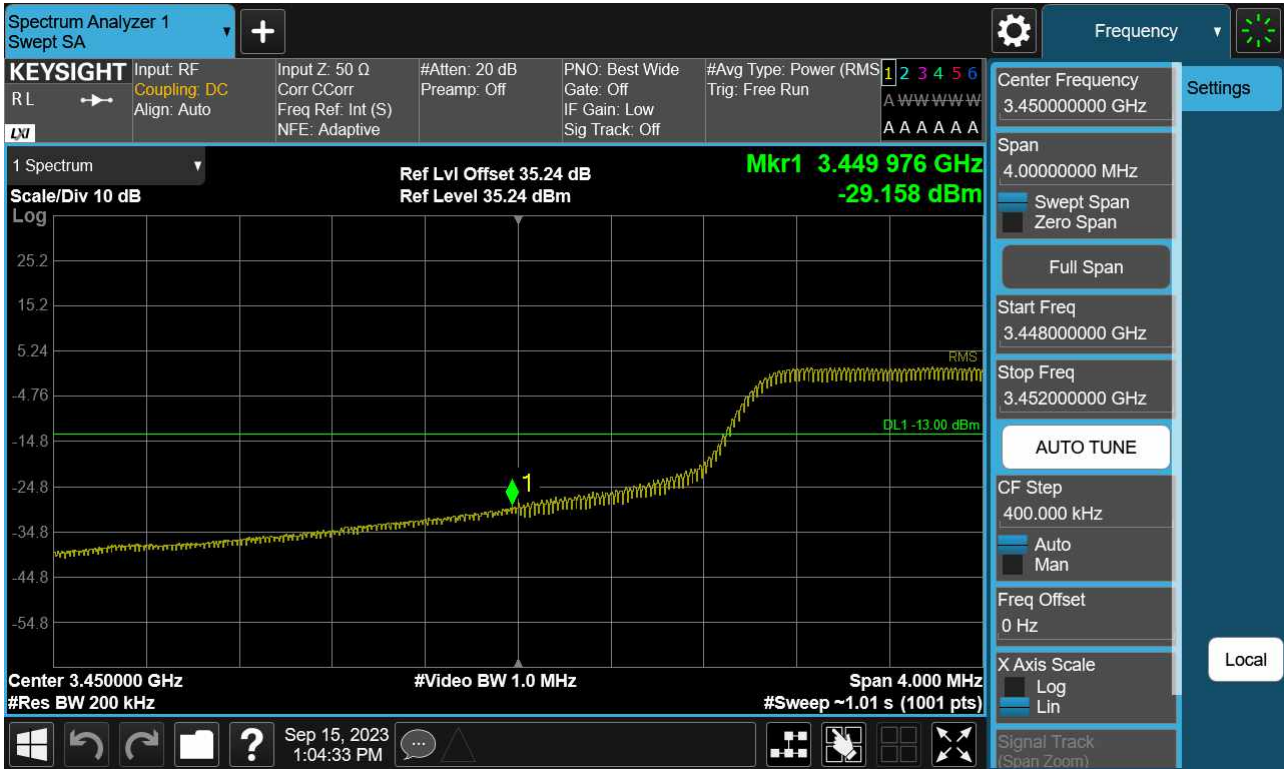 Spectrum Analyzer 1
Swept SA
Frequency
KEYSIGHT
R L
LXI
Input: RF
Coupling: DC
Align: Auto
Input Z: 50 Ω
Corr CCorr
Freq Ref: Int (S)
NFE: Adaptive
#Atten: 20 dB
Preamp: Off
PNO: Best Wide
Gate: Off
IF Gain: Low
Sig Track: Off
#Avg Type: Power (RMS
Trig: Free Run
1 2 3 4 5 6
A W W W W W
A A A A A A
1 Spectrum
Scale/Div 10 dB
Log
Ref Lvl Offset 35.24 dB
Ref Level 35.24 dBm
Mkr1 3.449 976 GHz
-29.158 dBm
25.2
15.2
5.24
-4.76
-14.8
-24.8
-34.8
-44.8
-54.8
RMS
DL1 -13.00 dBm
1
Center 3.450000 GHz
#Res BW 200 kHz
#Video BW 1.0 MHz
Span 4.000 MHz
#Sweep ~1.01 s (1001 pts)
Sep 15, 2023
1:04:33 PM
Center Frequency
3.450000000 GHz
Span
4.00000000 MHz
Swept Span
Zero Span
Full Span
Start Freq
3.448000000 GHz
Stop Freq
3.452000000 GHz
AUTO TUNE
CF Step
400.000 kHz
Auto
Man
Freq Offset
0 Hz
X Axis Scale
Log
Lin
Signal Track
(Span Zoom)
Settings
Local